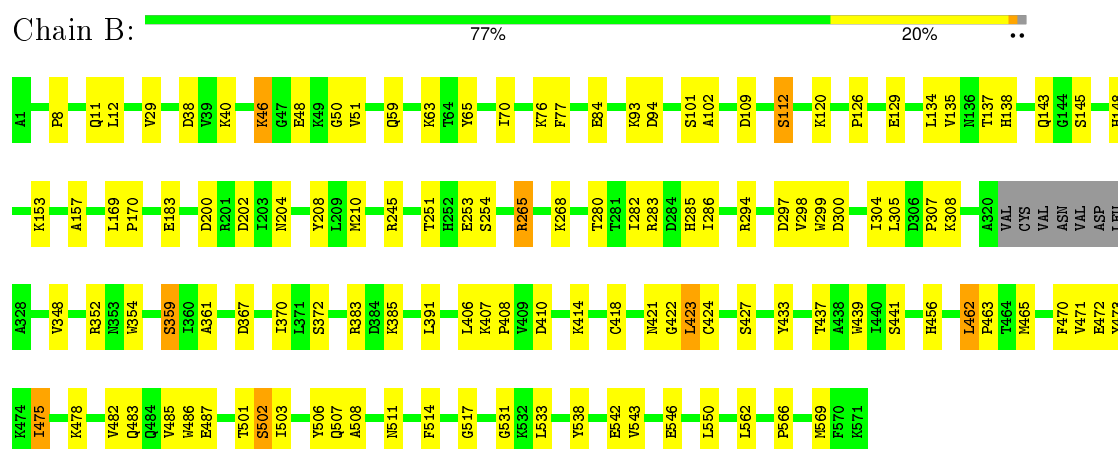 Chain B:
77% 20% ••
A1 P8 Q11 L12 V29 D38 V39 K40 K46 G47 E48 K49 G50 V51 Q59 K63 T64 Y65 I70 K76 F77 E84 K93 D94 S101 A102 D109 S112 K120 P126 E129 L134 V135 N136 T137 H138 Q143 G144 S145 H148
K153 A157 L169 P170 E183 D200 R201 D202 I203 N204 Y208 L209 M210 R245 T251 H252 E253 S254 R265 K268 T280 T281 I282 R283 D284 H285 I286 R294 D297 V298 W299 D300 I304 L305 D306 P307 K308 A320 VAL CYS VAL ASN VAL ASP LEU
A328 V348 R352 N353 W354 S359 I360 A361 D367 I370 L371 S372 R383 D384 K385 L391 L406 K407 P408 V409 D410 K414 C418 N421 G422 L423 C424 S427 Y433 T437 A438 W439 I440 S441 H456 L462 P463 T464 M465 F470 V471 E472 Y473
K474 I475 K478 V482 Q483 Q484 V485 W486 E487 T501 S502 I503 Y506 Q507 A508 N511 F514 G517 G531 K532 L533 Y538 E542 V543 E546 L550 L562 P566 M569 F570 K571